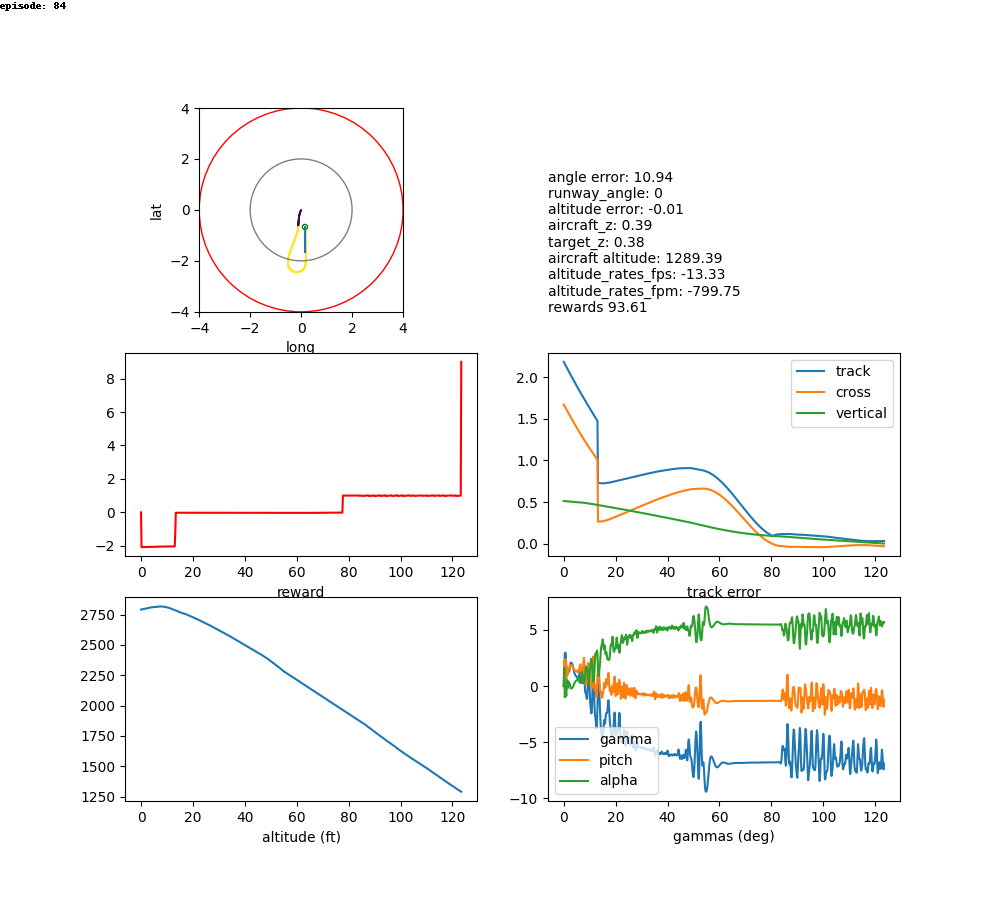 episode: 84
4
2
0
−2
−4
lat
−4 −2 0 2 4
long
angle error: 10.94
runway_angle: 0
altitude error: -0.01
aircraft_z: 0.39
target_z: 0.38
aircraft altitude: 1289.39
altitude_rates_fps: -13.33
altitude_rates_fpm: -799.75
rewards 93.61
8
6
4
2
0
−2
0 20 40 60 80 100 120
reward
2.0
1.5
1.0
0.5
0.0
track
cross
vertical
0 20 40 60 80 100 120
track error
2750
2500
2250
2000
1750
1500
1250
0 20 40 60 80 100 120
altitude (ft)
5
0
−5
−10
gamma
pitch
alpha
0 20 40 60 80 100 120
gammas (deg)